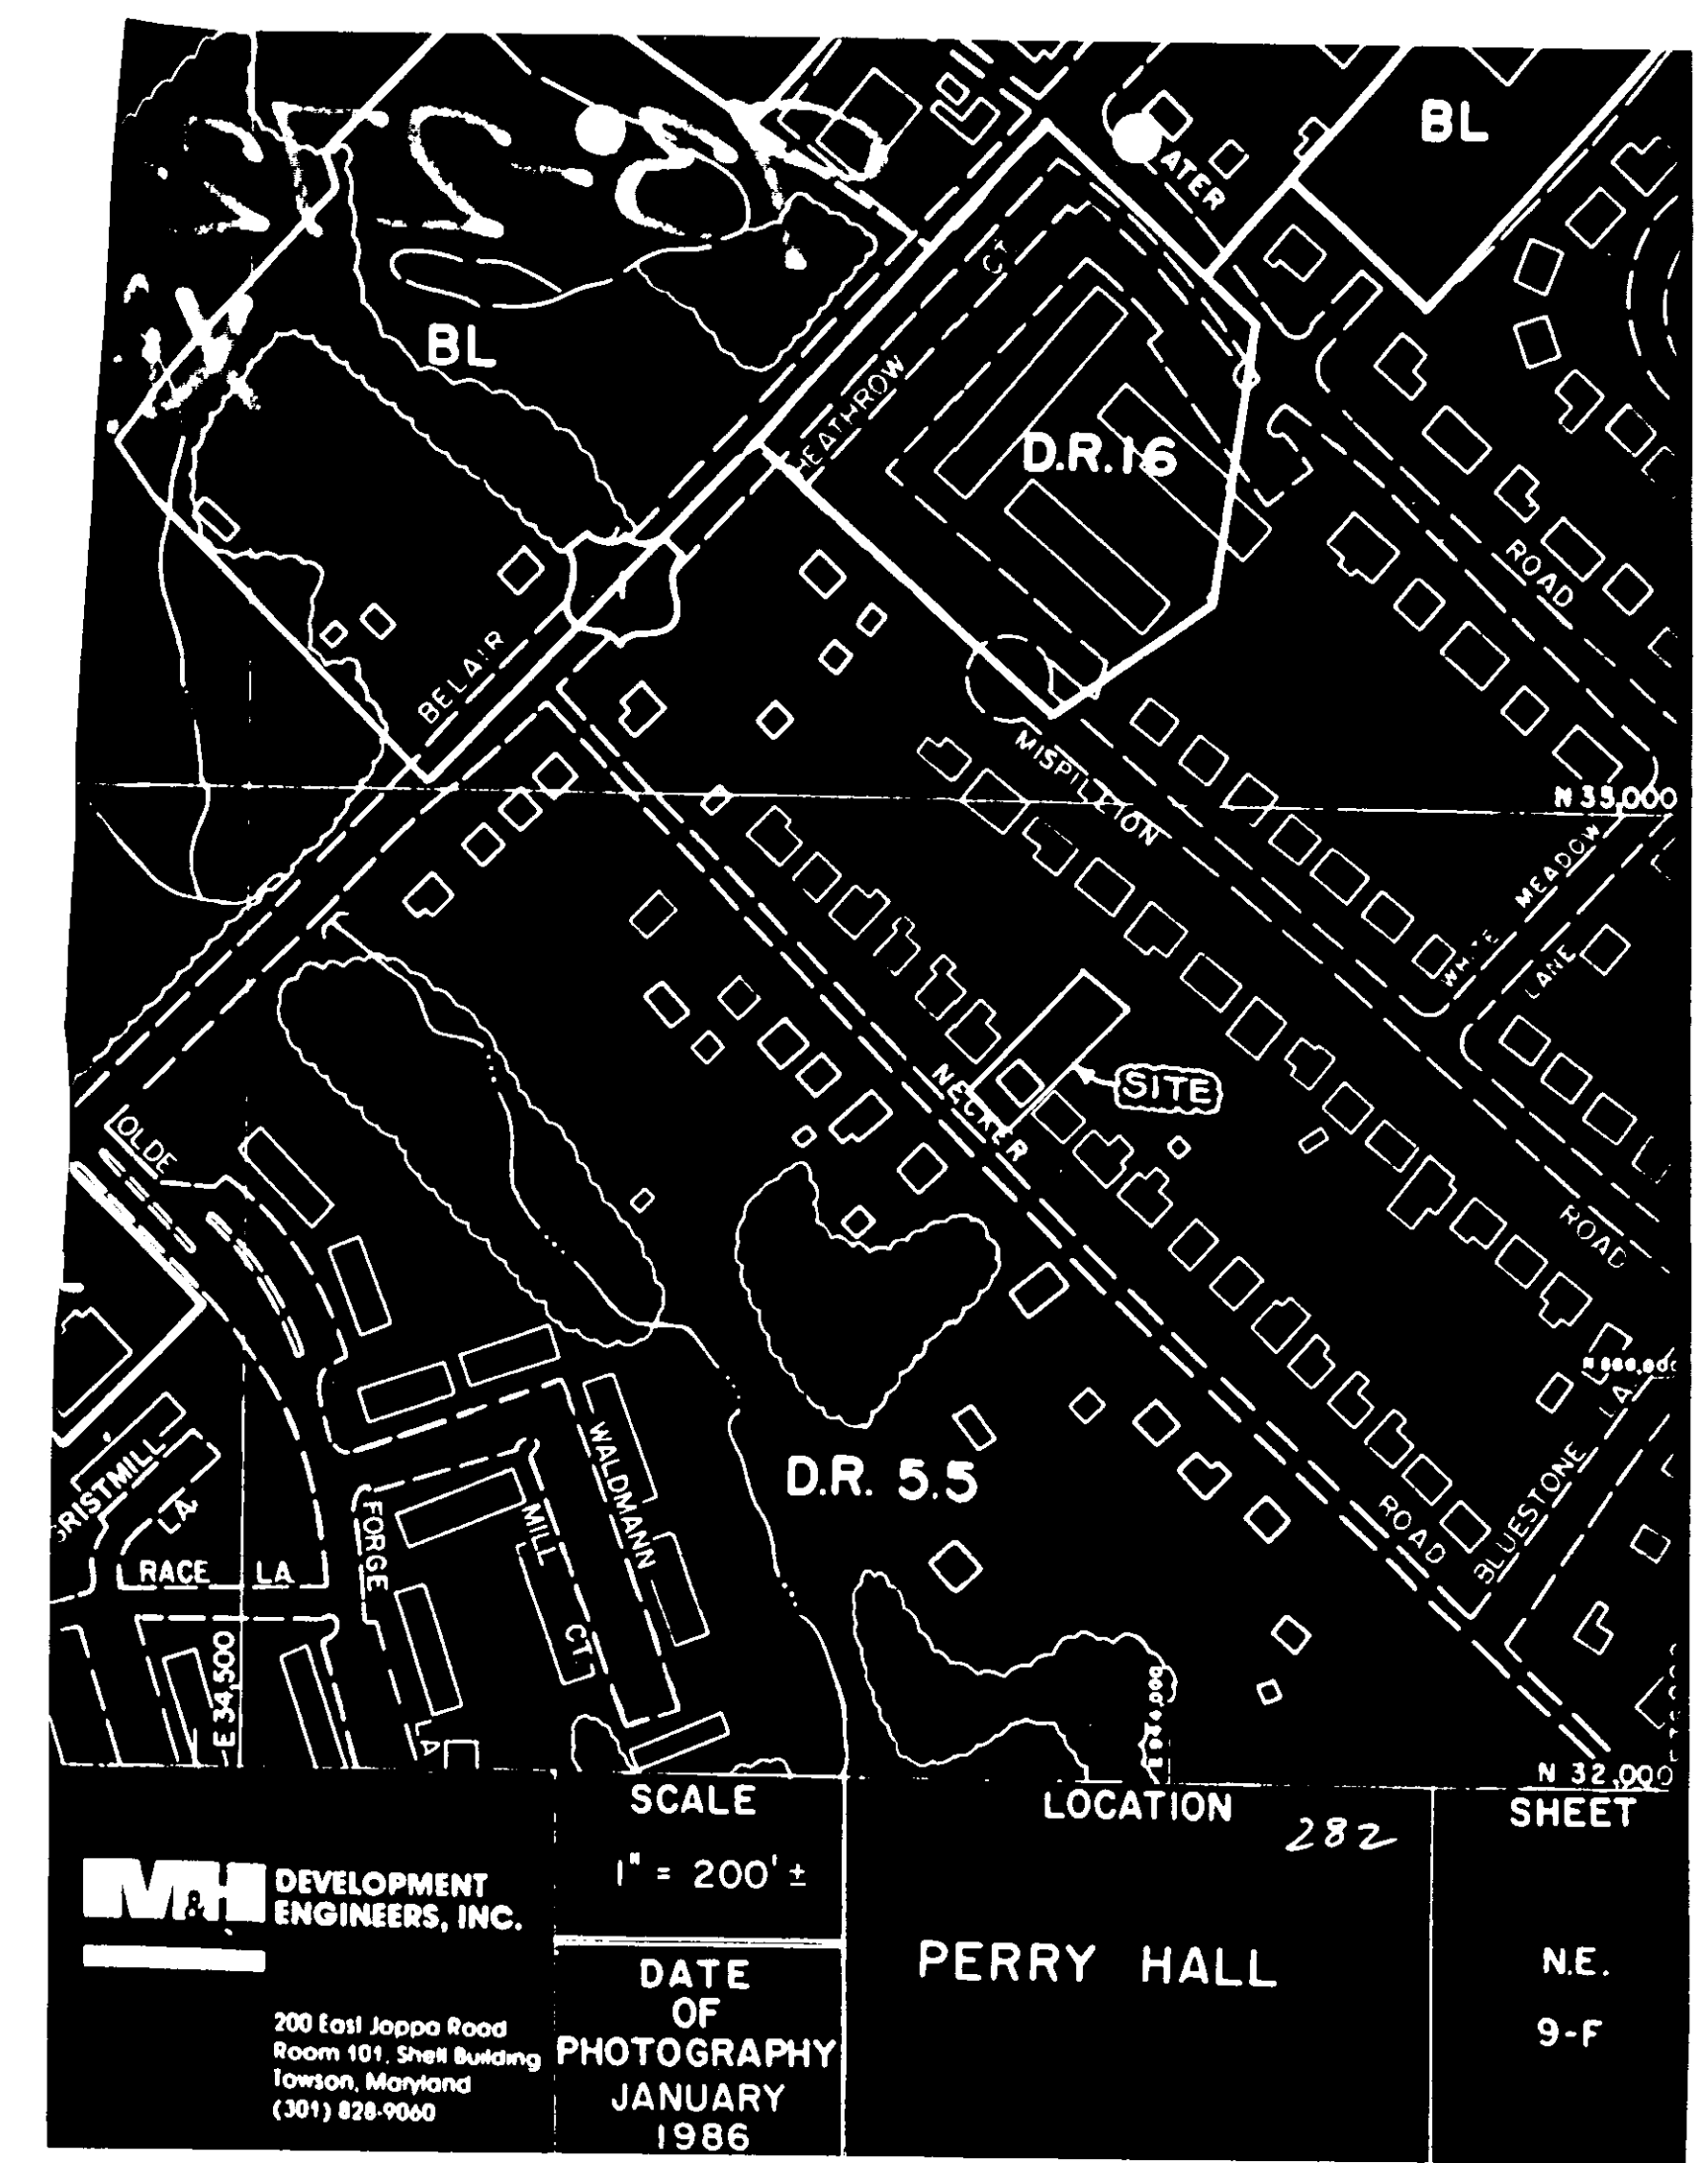 BL
ATER
CT
BL
HEATHROW
D.R.16
ROAD
BELAIR
MISPILLION
N 33,000
MEADOW
LANE
NECKER
SITE
OLDE
ROAD
WALDMANN
D.R. 5.5
LA
BLUESTONE
ROAD
LA
FORGE
MILL
CT
RACE LA
E 34,500
N 32,000
SCALE
1" = 200' ±
LOCATION
282
SHEET
M&H DEVELOPMENT
ENGINEERS, INC.
PERRY HALL
N.E.
9-F
DATE
OF
PHOTOGRAPHY
JANUARY
1986
200 East Joppa Road
Room 101, Shell Building
Towson, Maryland
(301) 828-9060